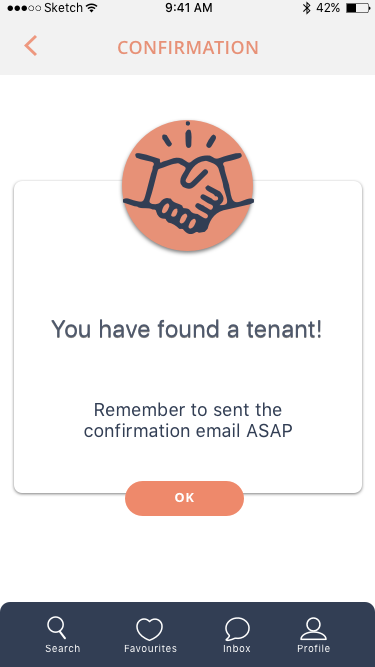 Sketch 9:41 AM 42%
CONFIRMATION
You have found a tenant!
Remember to sent the
confirmation email ASAP
OK
Search Favourites Inbox Profile